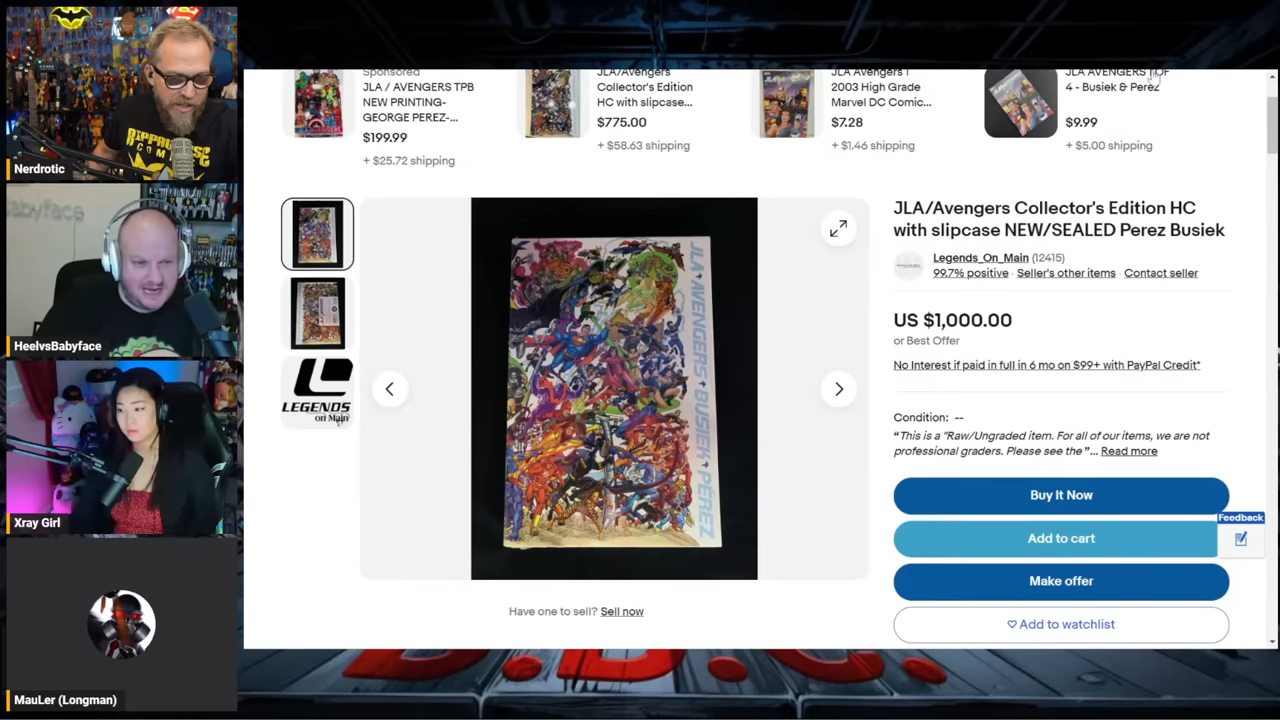 Nerdrotic
HeelvsBabyface
Xray Girl
MauLer (Longman)
Babyface
Sponsored
JLA / AVENGERS TPB
NEW PRINTING-
GEORGE PEREZ-...
$199.99
+ $25.72 shipping
JLA/Avengers
Collector's Edition
HC with slipcase...
$775.00
+ $58.63 shipping
JLA Avengers 1
2003 High Grade
Marvel DC Comic...
$7.28
+ $1.46 shipping
JLA AVENGERS 1 OF
4 - Busiek & Perez
$9.99
+ $5.00 shipping
LEGENDS
on Main
JLA AVENGERS BUSIEK PÉREZ
Have one to sell? Sell now
JLA/Avengers Collector's Edition HC
with slipcase NEW/SEALED Perez Busiek
Legends_On_Main (12415)
99.7% positive · Seller's other items · Contact seller
US $1,000.00
or Best Offer
No Interest if paid in full in 6 mo on $99+ with PayPal Credit*
Condition: --
“This is a "Raw/Ungraded item. For all of our items, we are not
professional graders. Please see the”... Read more
Buy It Now
Feedback
Add to cart
Make offer
Add to watchlist